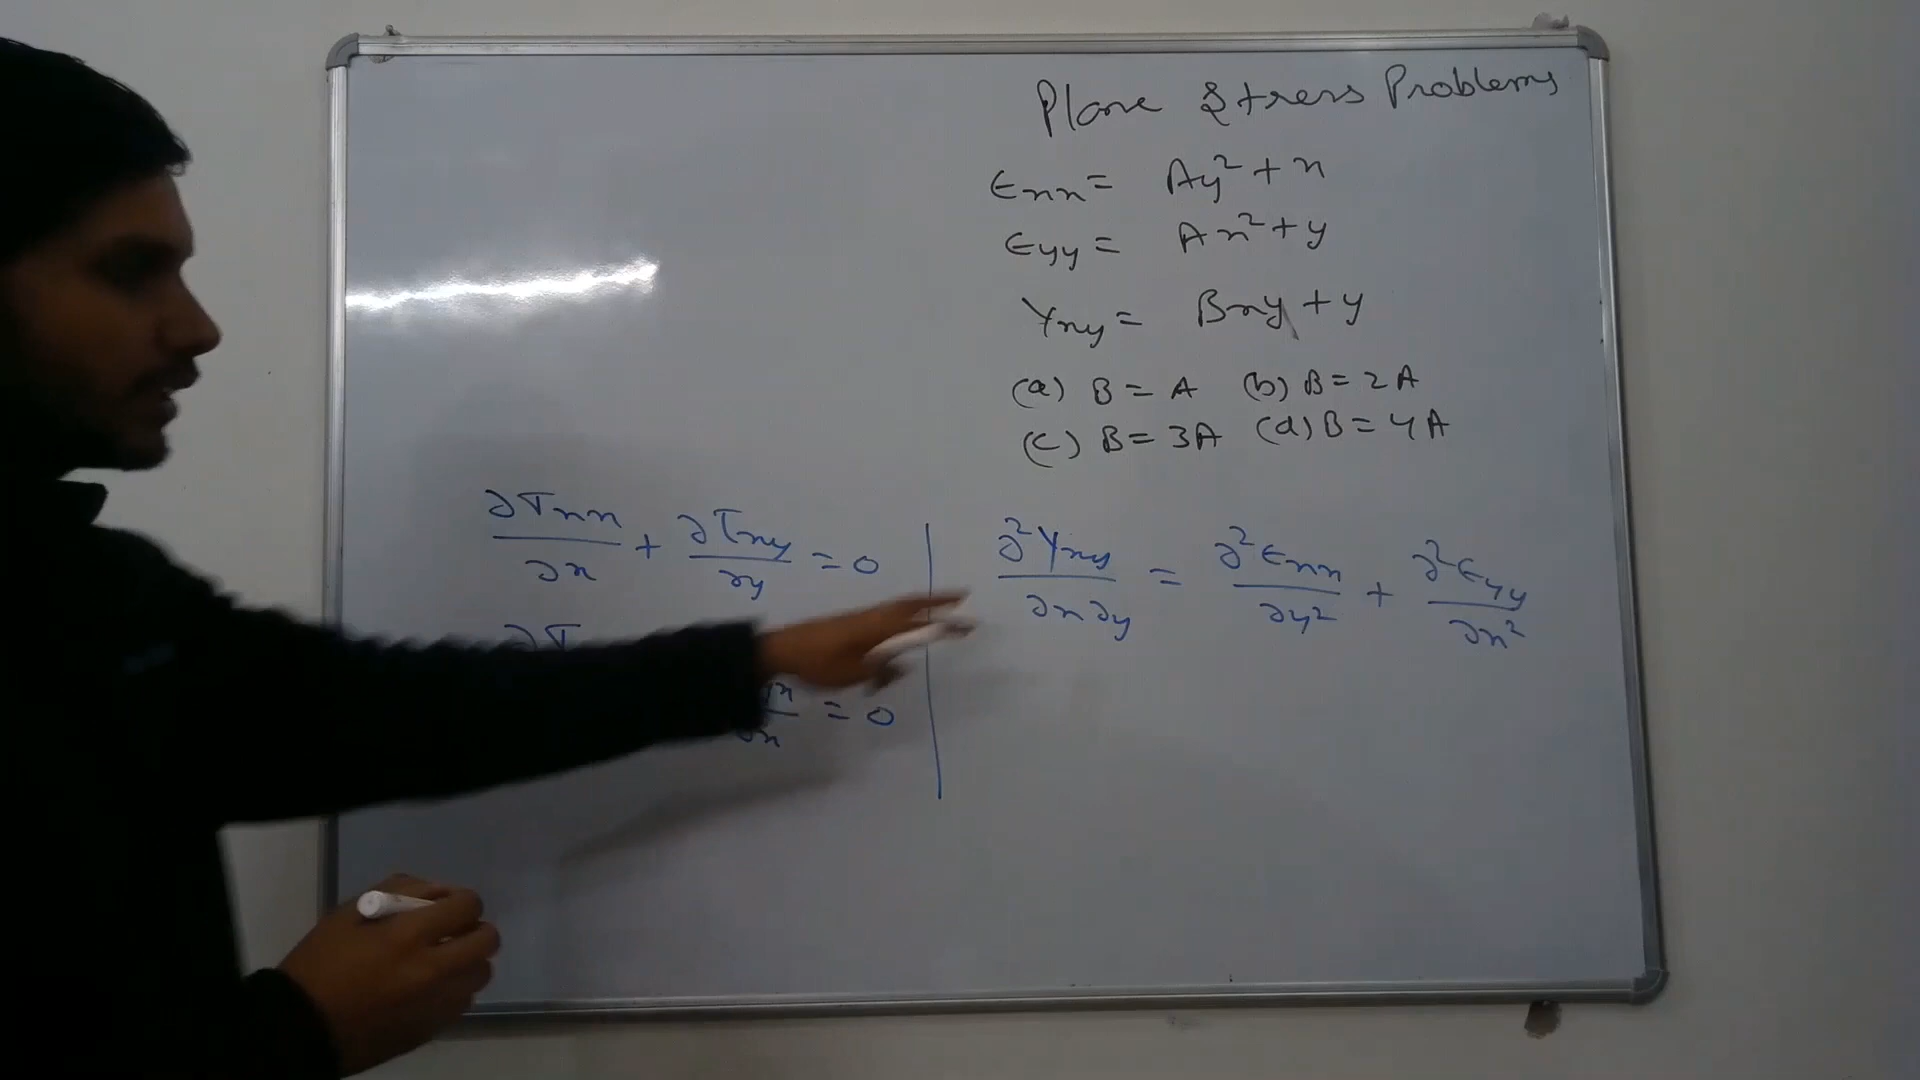 Plane Stress Problems
ϵxx = Ay² + x
ϵyy = Ax² + y
γxy = Bxy + y
(a) B = A (b) B = 2A
(c) B = 3A (d) B = 4A
∂σxx/∂x + ∂τxy/∂y = 0
= 0
∂²γxy/∂x∂y = ∂²ϵxx/∂y² + ∂²ϵyy/∂x²